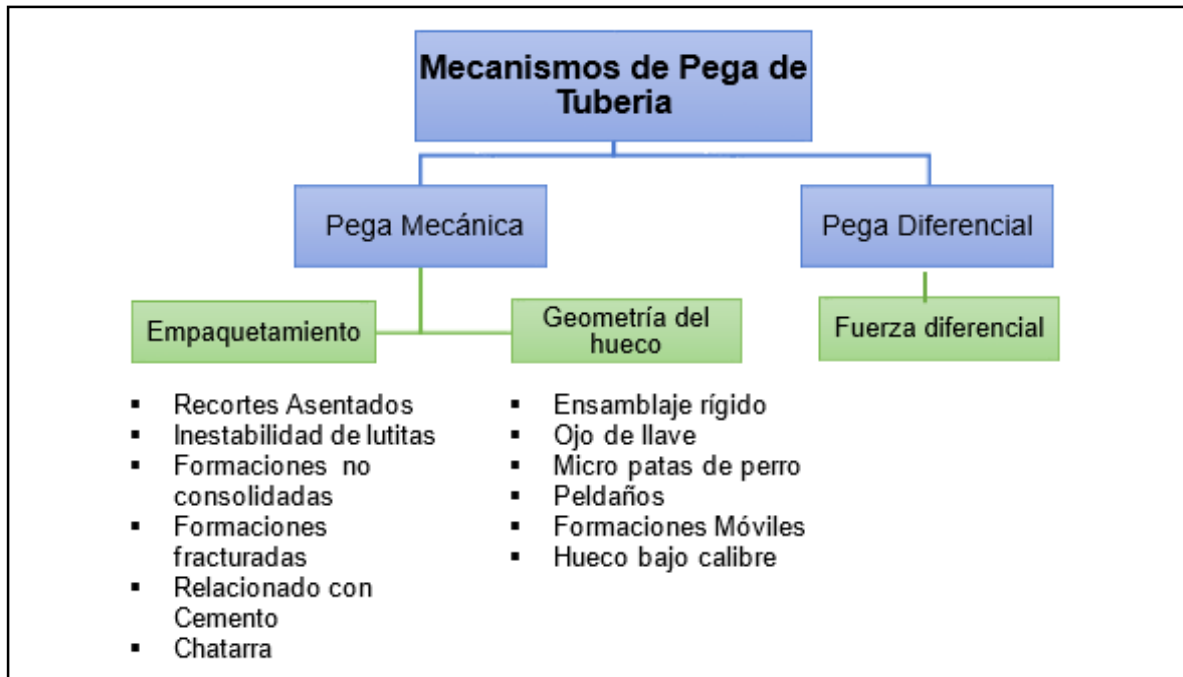 Mecanismos de Pega de
Tuberia
Pega Mecánica
Pega Diferencial
Empaquetamiento
Geometría del
hueco
Fuerza diferencial
▪ Recortes Asentados
▪ Inestabilidad de lutitas
▪ Formaciones no
consolidadas
▪ Formaciones
fracturadas
▪ Relacionado con
Cemento
▪ Chatarra
▪ Ensamblaje rígido
▪ Ojo de llave
▪ Micro patas de perro
▪ Peldaños
▪ Formaciones Móviles
▪ Hueco bajo calibre